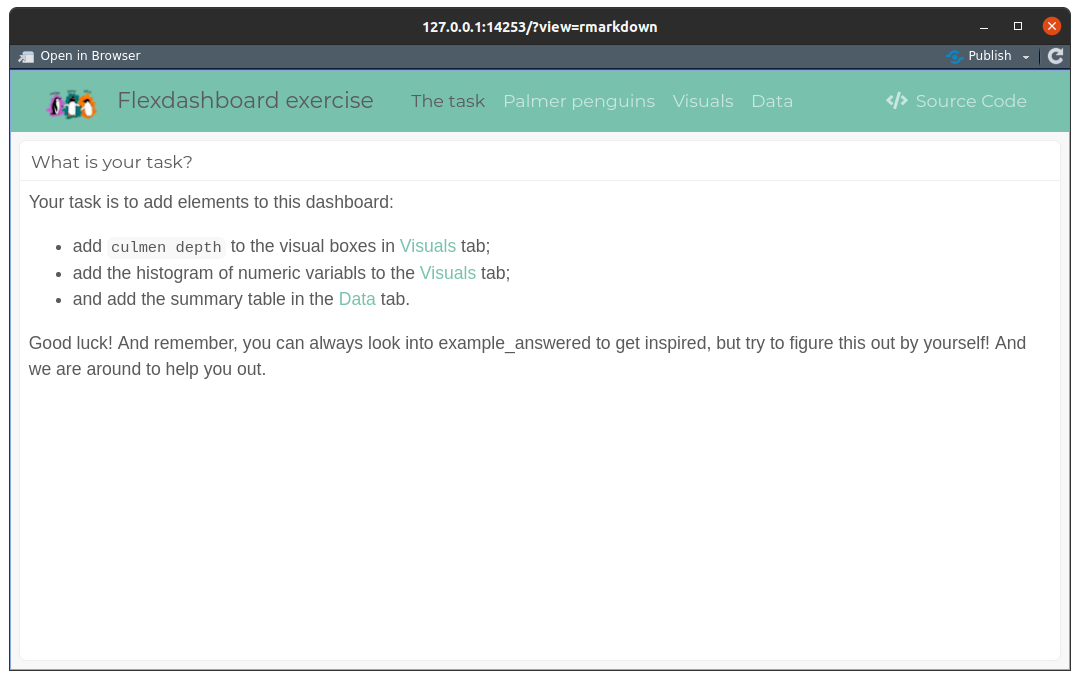 127.0.0.1:14253/?view=rmarkdown
Open in Browser
Publish
Flexdashboard exercise
The task
Palmer penguins
Visuals
Data
</> Source Code
What is your task?
Your task is to add elements to this dashboard:
• add culmen depth to the visual boxes in Visuals tab;
• add the histogram of numeric variabls to the Visuals tab;
• and add the summary table in the Data tab.
Good luck! And remember, you can always look into example_answered to get inspired, but try to figure this out by yourself! And
we are around to help you out.